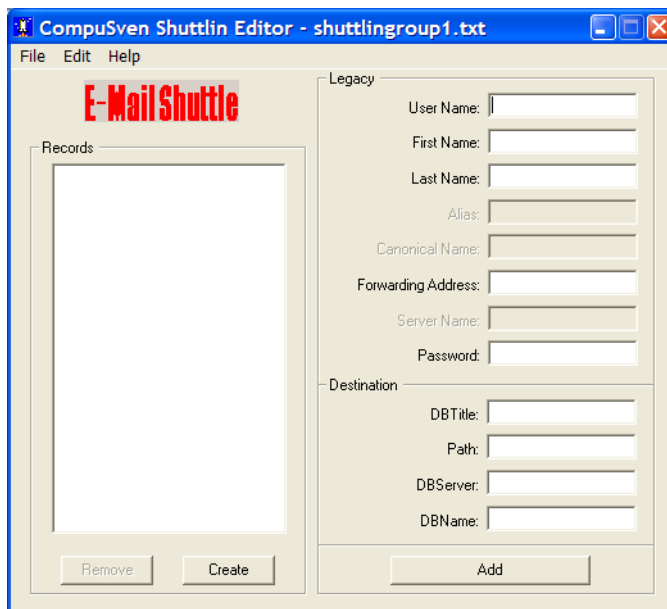 CompuSven Shuttlin Editor - shuttlingroup1.txt
File Edit Help
E-Mail Shuttle
Records
Remove
Create
Legacy
User Name:
First Name:
Last Name:
Alias:
Canonical Name:
Forwarding Address:
Server Name:
Password:
Destination
DBTitle:
Path:
DBServer:
DBName:
Add